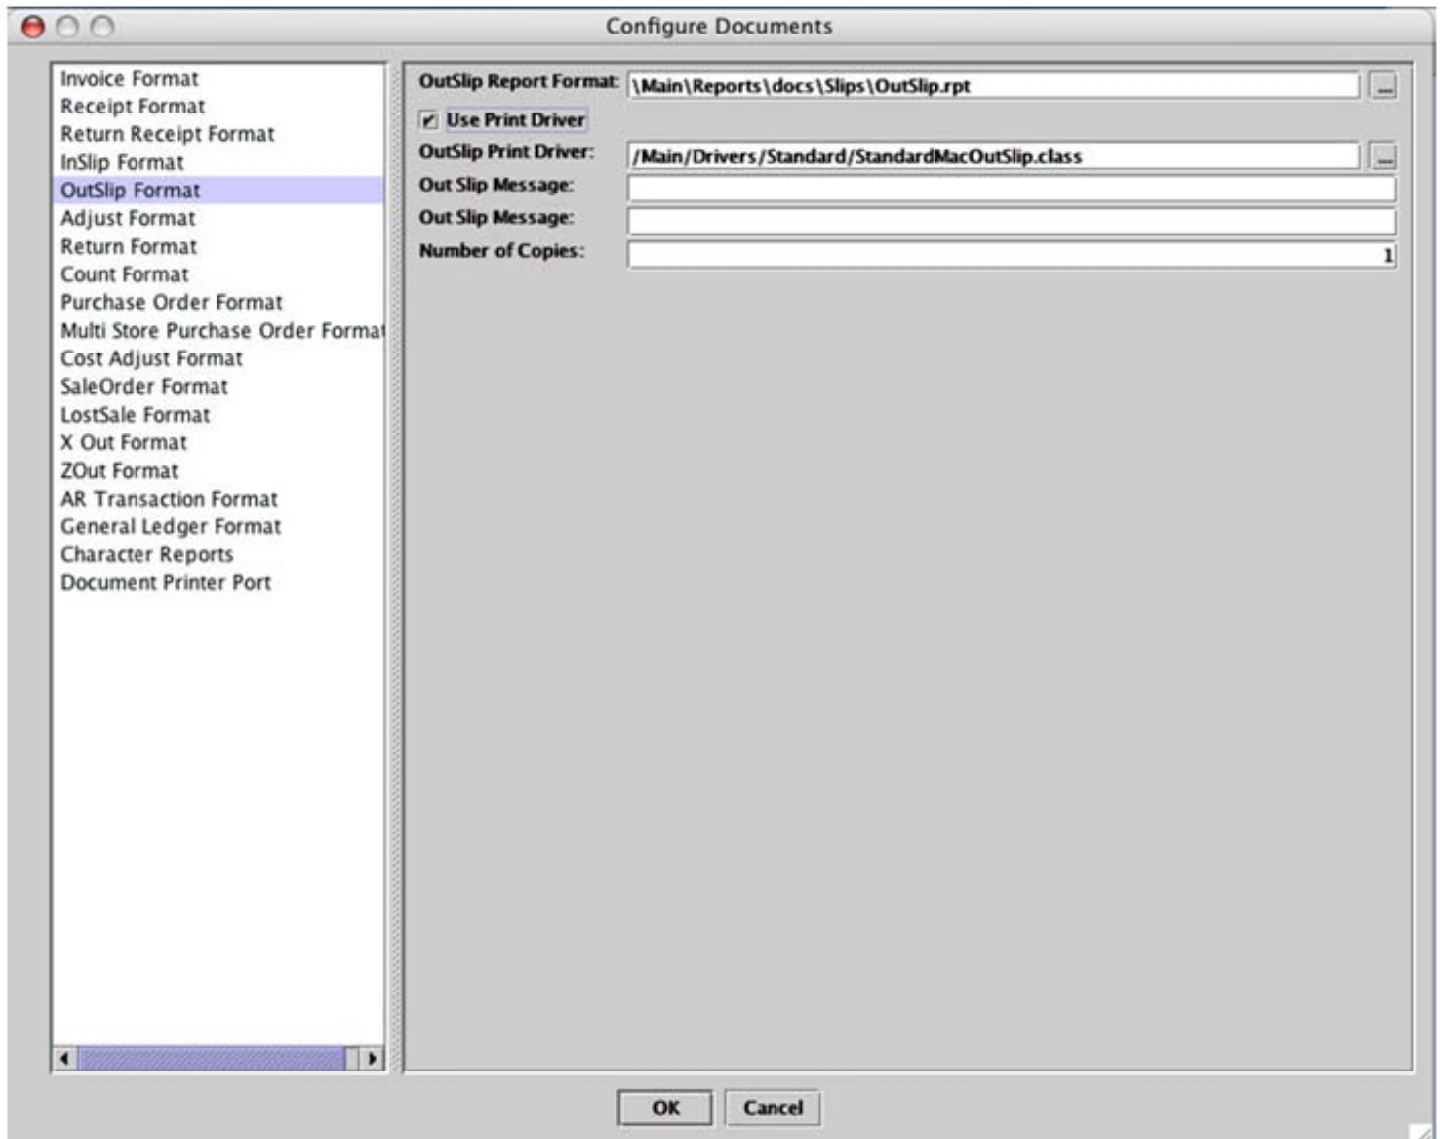 Configure Documents
Invoice Format
Receipt Format
Return Receipt Format
InSlip Format
OutSlip Format
Adjust Format
Return Format
Count Format
Purchase Order Format
Multi Store Purchase Order Format
Cost Adjust Format
SaleOrder Format
LostSale Format
X Out Format
ZOut Format
AR Transaction Format
General Ledger Format
Character Reports
Document Printer Port
OutSlip Report Format: \Main\Reports\docs\Slips\OutSlip.rpt ...
Use Print Driver
OutSlip Print Driver: /Main/Drivers/Standard/StandardMacOutSlip.class ...
Out Slip Message:
Out Slip Message:
Number of Copies: 1
OK Cancel